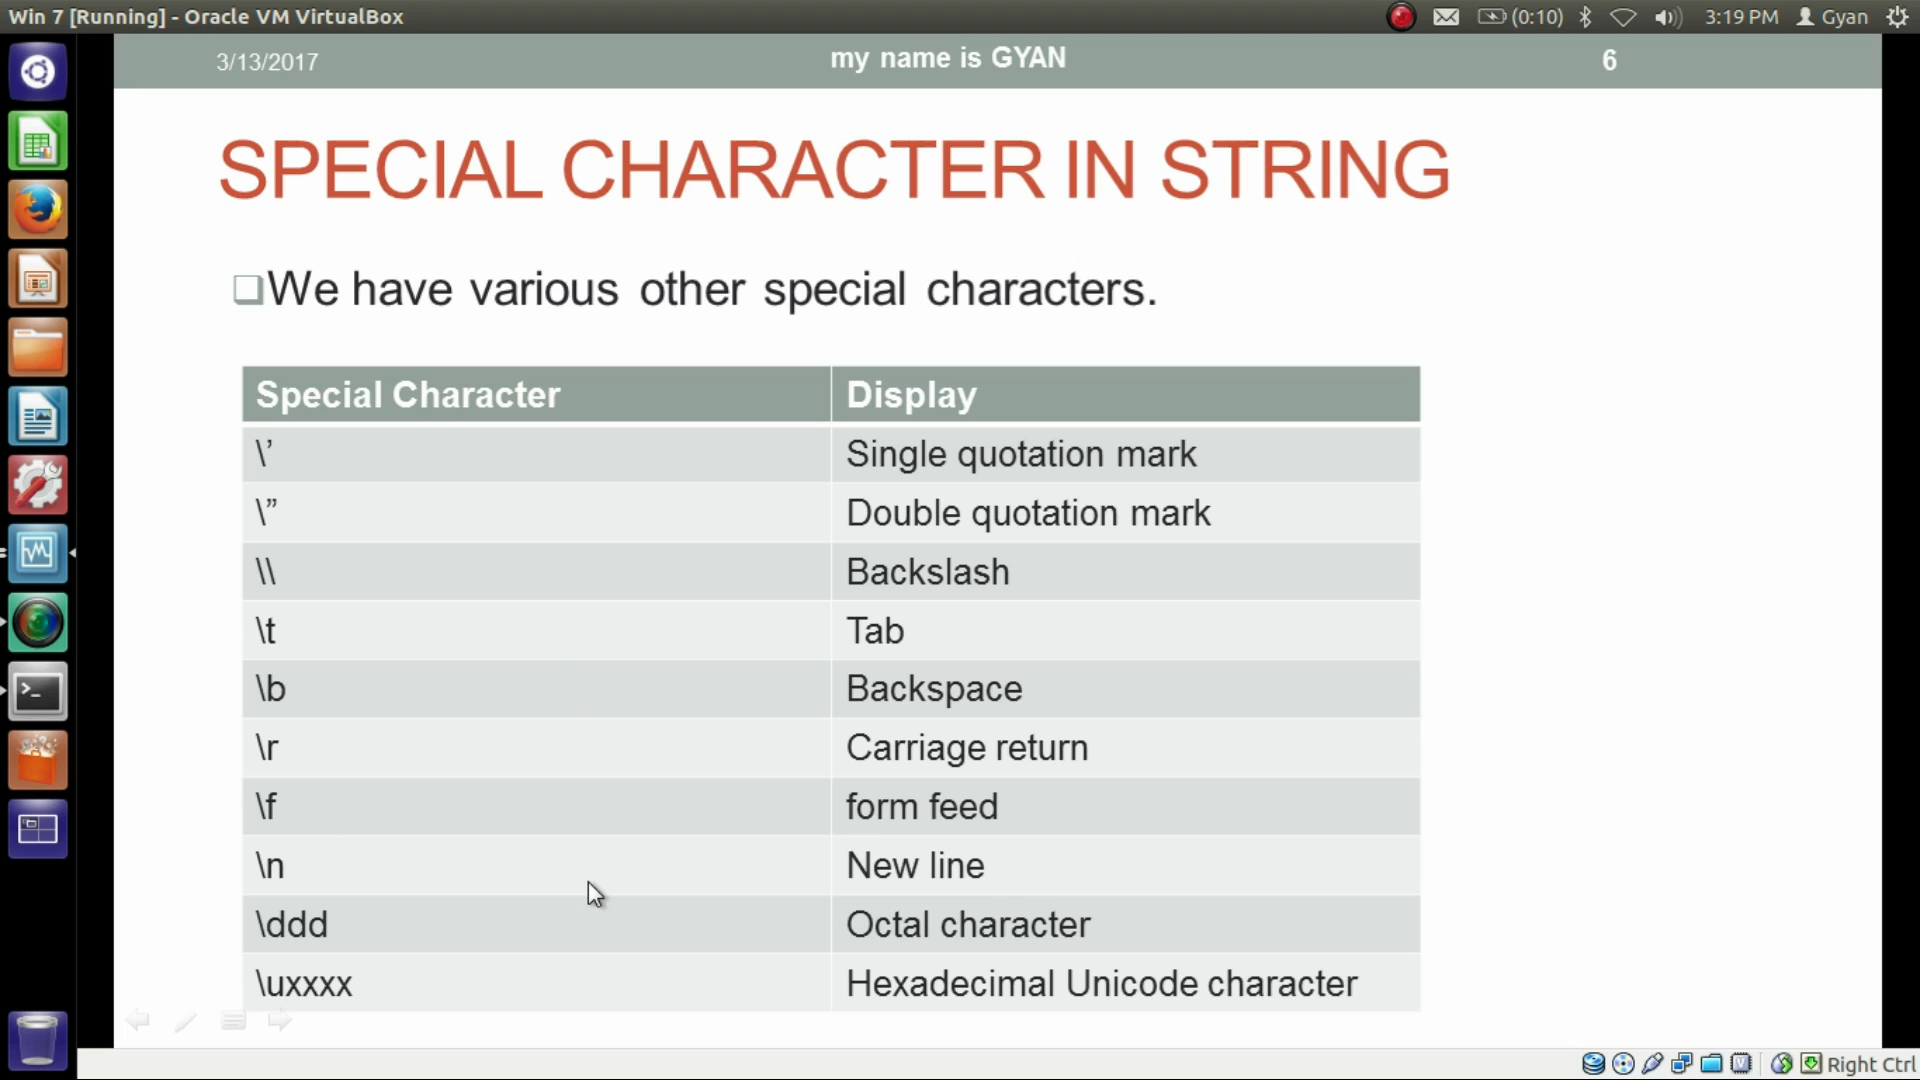 Win 7 [Running] - Oracle VM VirtualBox (0:10) 3:19 PM Gyan
3/13/2017 my name is GYAN 6
SPECIAL CHARACTER IN STRING
We have various other special characters.
Special Character Display
\’ Single quotation mark
\” Double quotation mark
\\ Backslash
\t Tab
\b Backspace
\r Carriage return
\f form feed
\n New line
\ddd Octal character
\uxxxx Hexadecimal Unicode character
Right Ctrl